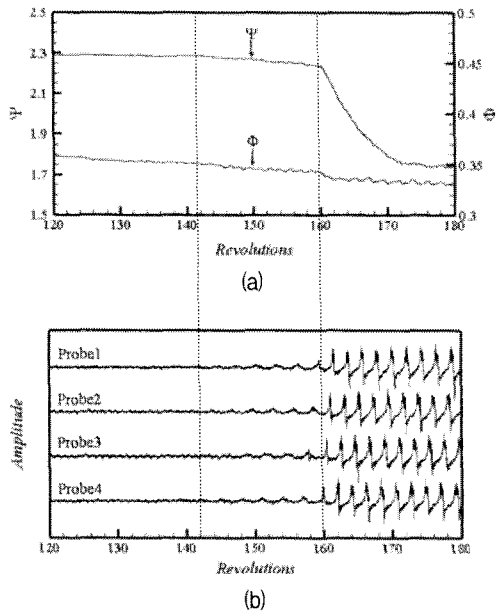 2.5
2.3
2.1
1.9
1.7
1.5
Ψ
Ψ
Φ
0.5
0.45
0.4
0.35
0.3
Φ
120 130 140 150 160 170 180
Revolutions
(a)
Probe1
Probe2
Probe3
Probe4
Amplitude
120 130 140 150 160 170 180
Revolutions
(b)